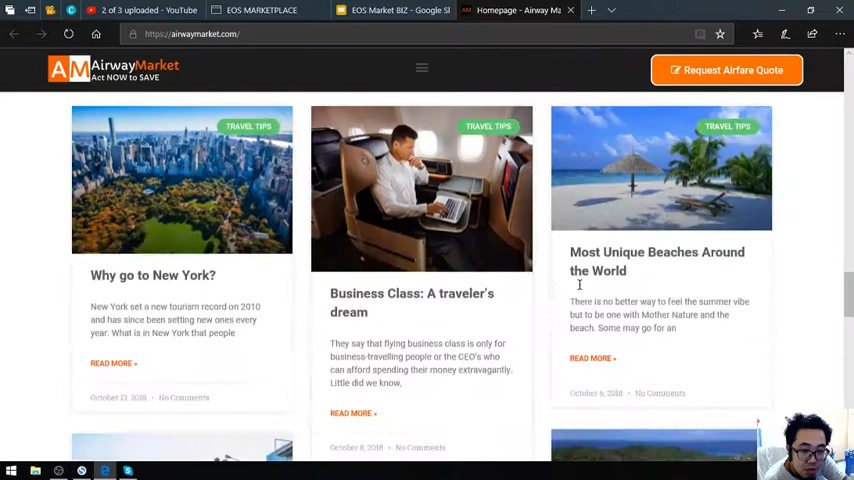 2 of 3 uploaded - YouTube
EOS MARKETPLACE
EOS Market BIZ - Google Sl
Homepage - Airway Ma
https://airwaymarket.com/
AM AirwayMarket
Act NOW to SAVE
Request Airfare Quote
TRAVEL TIPS
TRAVEL TIPS
TRAVEL TIPS
Why go to New York?
New York set a new tourism record on 2010
and has since been setting new ones every
year. What is in New York that people
READ MORE »
October 13, 2018 • No Comments
Business Class: A traveler's
dream
They say that flying business class is only for
business-travelling people or the CEO's who
can afford spending their money extravagantly.
Little did we know,
READ MORE »
October 8, 2018 • No Comments
Most Unique Beaches Around
the World
There is no better way to feel the summer vibe
but to be one with Mother Nature and the
beach. Some may go for an
READ MORE »
October 6, 2018 • No Comments